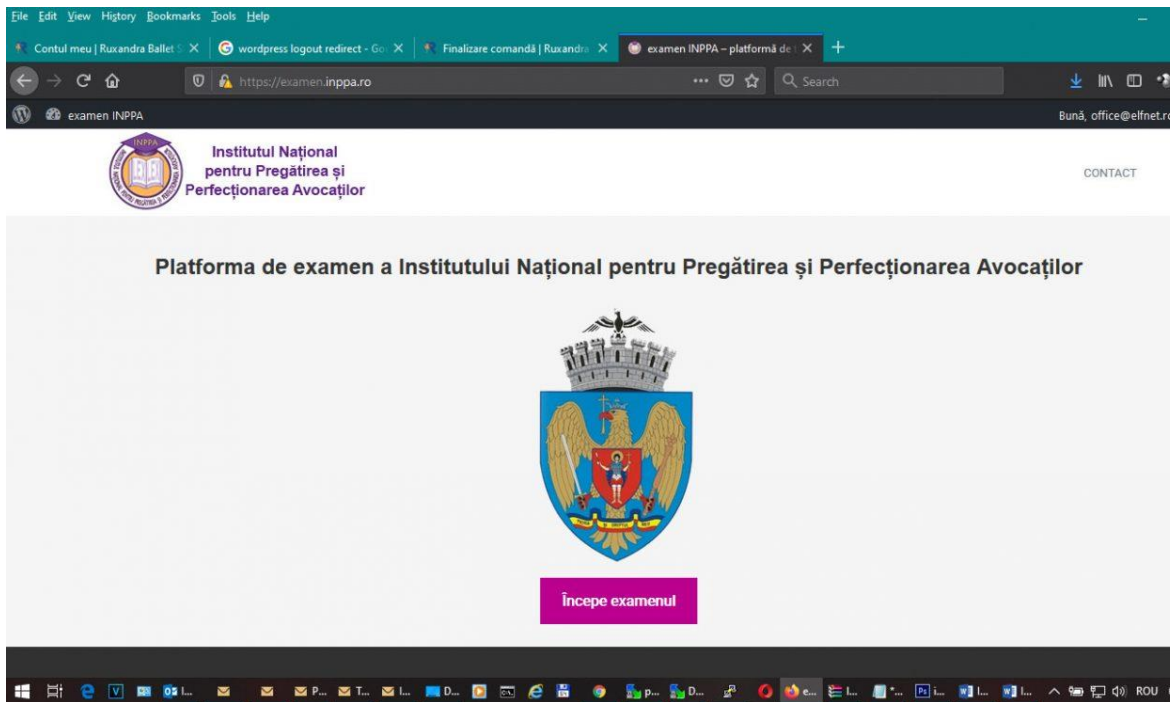 File Edit View History Bookmarks Tools Help
Contul meu | Ruxandra Ballet S
wordpress logout redirect - Go
Finalizare comandă | Ruxandra
examen INPPA – platformă de
https://examen.inppa.ro
Search
examen INPPA
Bună, office@elfnet.ro
INPPA
Institutul Național
pentru Pregătirea și
Perfecționarea Avocaților
CONTACT
Platforma de examen a Institutului Național pentru Pregătirea și Perfecționarea Avocaților
Începe examenul
L... P... T... I... D... p... D... e... L... "... i... I... I... ROU